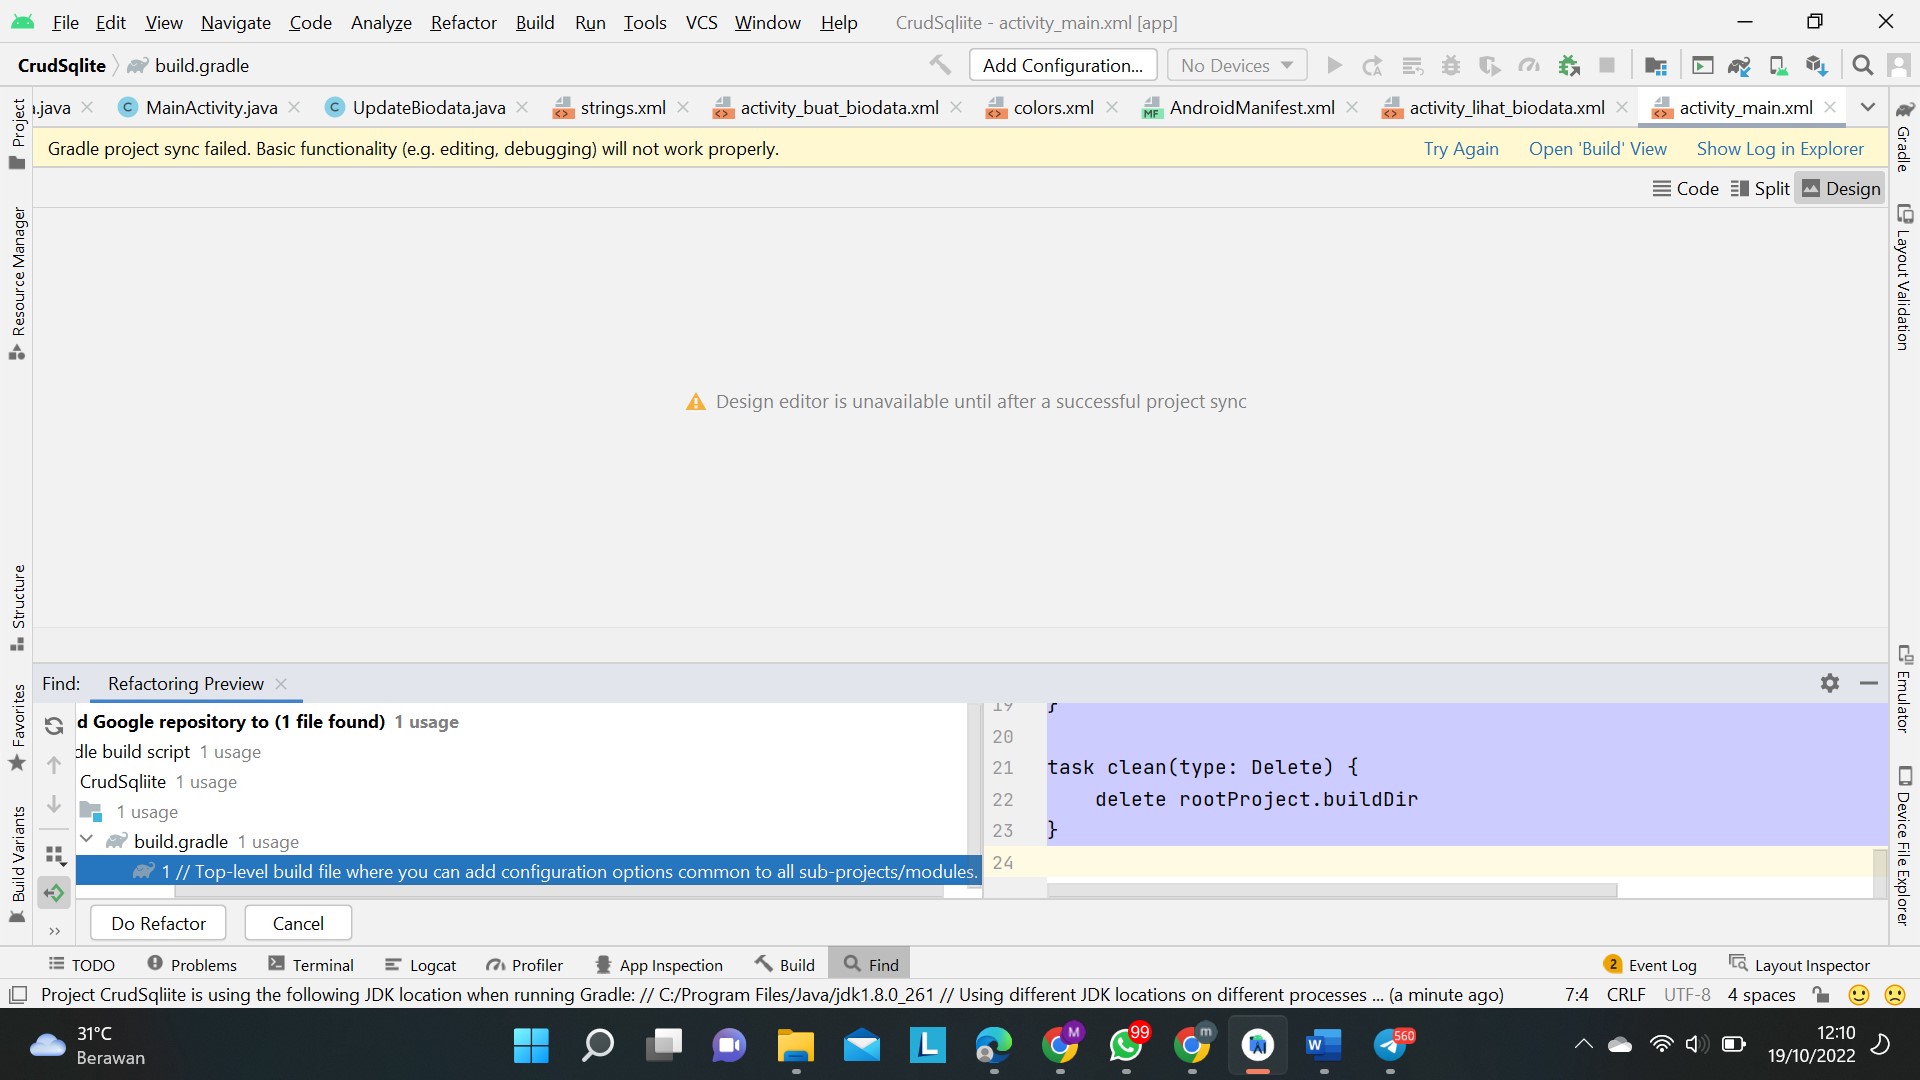 File Edit View Navigate Code Analyze Refactor Build Run Tools VCS Window Help CrudSqliite - activity_main.xml [app]
CrudSqlite build.gradle Add Configuration... No Devices
a.java MainActivity.java UpdateBiodata.java strings.xml activity_buat_biodata.xml colors.xml AndroidManifest.xml activity_lihat_biodata.xml activity_main.xml
Gradle project sync failed. Basic functionality (e.g. editing, debugging) will not work properly. Try Again Open 'Build' View Show Log in Explorer
Code Split Design
Project
Resource Manager
Structure
Favorites
Build Variants
Design editor is unavailable until after a successful project sync
Gradle
Layout Validation
Emulator
Device File Explorer
Find: Refactoring Preview
d Google repository to (1 file found) 1 usage
dle build script 1 usage
CrudSqliite 1 usage
1 usage
build.gradle 1 usage
1 // Top-level build file where you can add configuration options common to all sub-projects/modules.
19 }
20
21 task clean(type: Delete) {
22 delete rootProject.buildDir
23 }
24
Do Refactor Cancel
TODO Problems Terminal Logcat Profiler App Inspection Build Find 2 Event Log Layout Inspector
Project CrudSqliite is using the following JDK location when running Gradle: // C:/Program Files/Java/jdk1.8.0_261 // Using different JDK locations on different processes ... (a minute ago) 7:4 CRLF UTF-8 4 spaces
31°C
Berawan
M
99
m
560
12:10
19/10/2022